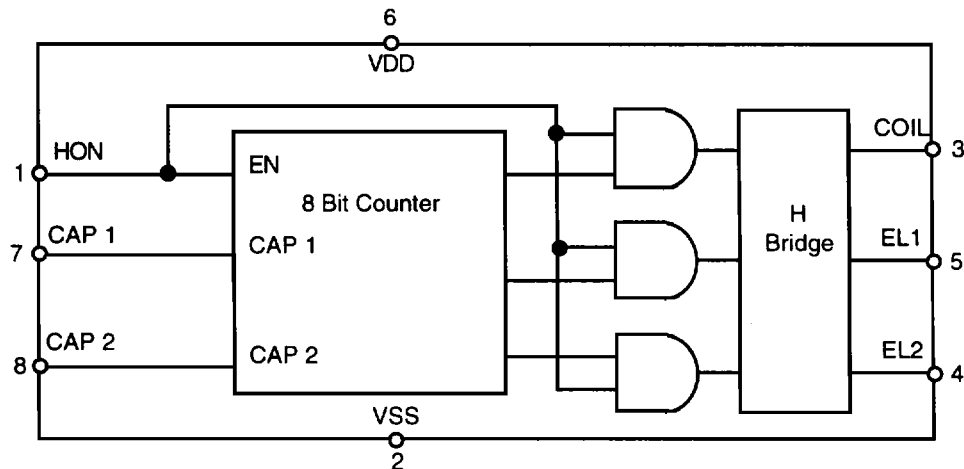 6
VDD
HON
1
EN
8 Bit Counter
CAP 1
7
CAP 1
CAP 2
8
CAP 2
H
Bridge
COIL
3
EL1
5
EL2
4
VSS
2